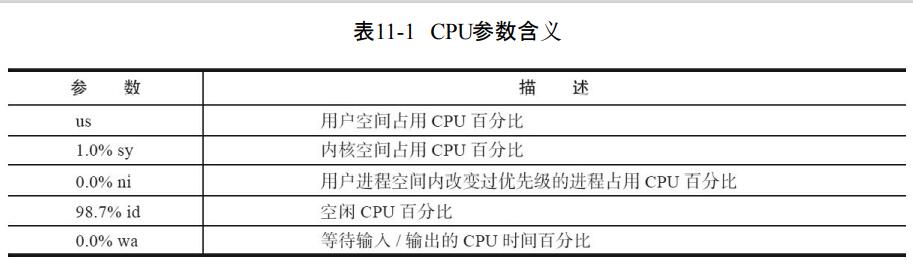 表11-1 CPU参数含义
参 数 描 述
us 用户空间占用 CPU 百分比
1.0% sy 内核空间占用 CPU 百分比
0.0% ni 用户进程空间内改变过优先级的进程占用 CPU 百分比
98.7% id 空闲 CPU 百分比
0.0% wa 等待输入 / 输出的 CPU 时间百分比